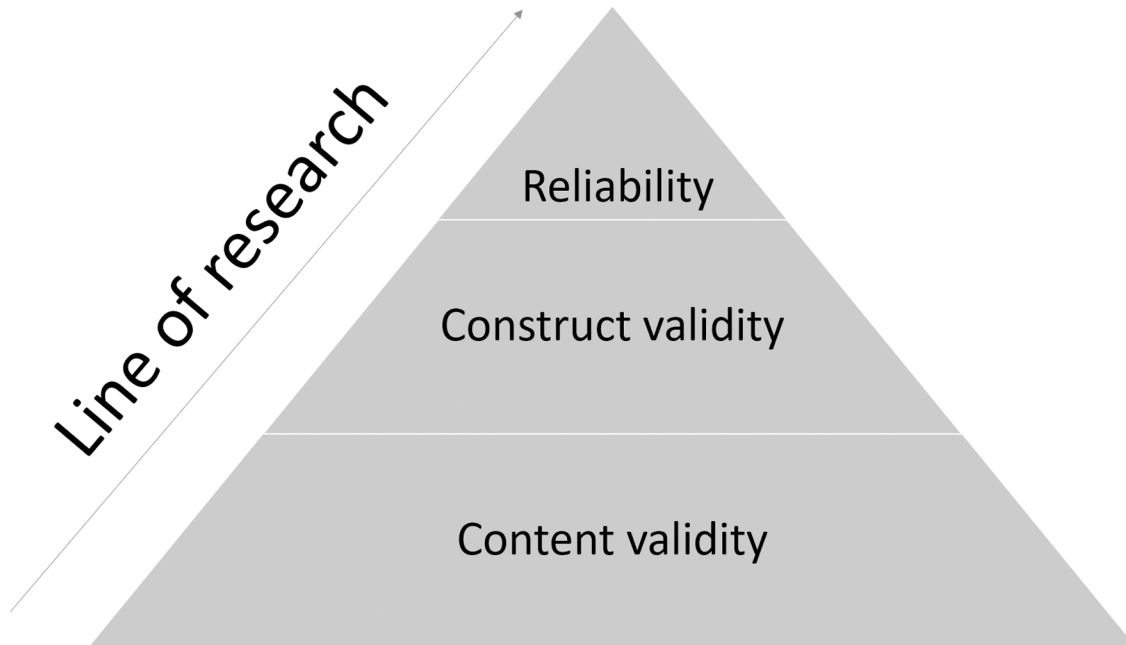 Line of research
Reliability
Construct validity
Content validity